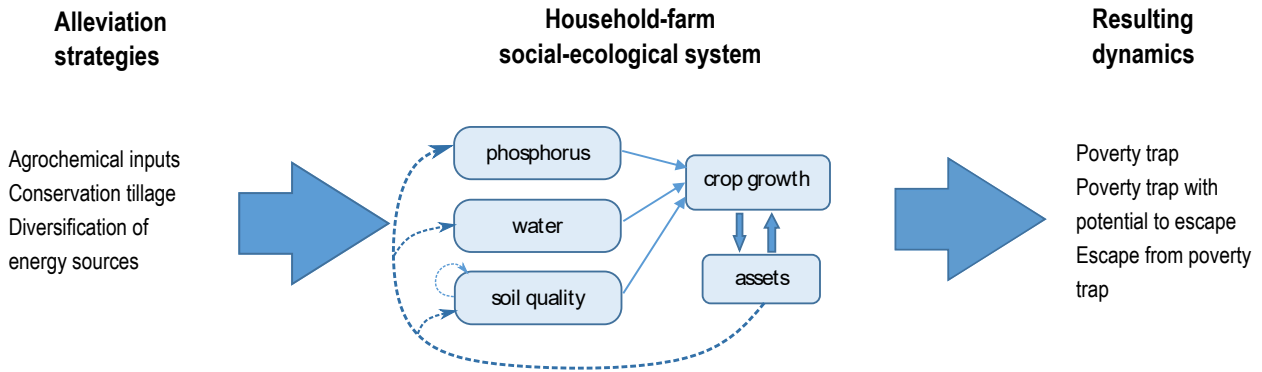 Alleviation
strategies
Household-farm
social-ecological system
Resulting
dynamics
Agrochemical inputs
Conservation tillage
Diversification of
energy sources
phosphorus
water
soil quality
crop growth
assets
Poverty trap
Poverty trap with
potential to escape
Escape from poverty
trap